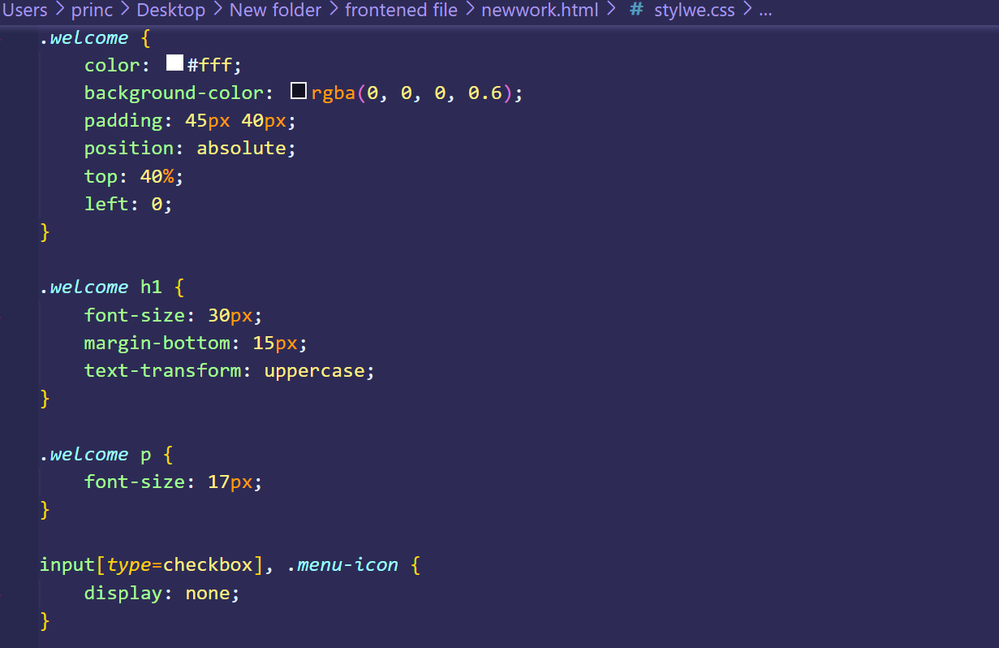 Users > princ > Desktop > New folder > frontened file > newwork.html > # stylwe.css > ...
.welcome {
    color: #fff;
    background-color: rgba(0, 0, 0, 0.6);
    padding: 45px 40px;
    position: absolute;
    top: 40%;
    left: 0;
}

.welcome h1 {
    font-size: 30px;
    margin-bottom: 15px;
    text-transform: uppercase;
}

.welcome p {
    font-size: 17px;
}

input[type=checkbox], .menu-icon {
    display: none;
}